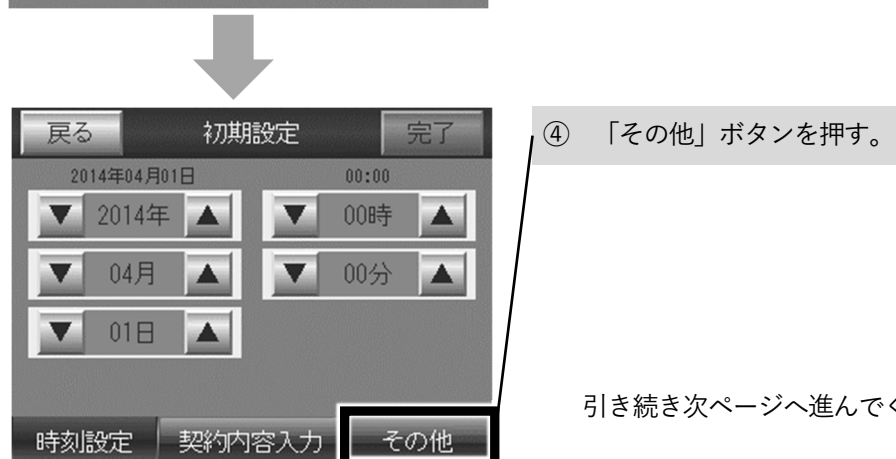 戻る 初期設定 完了
④ 「その他」ボタンを押す。
2014年04月01日 00:00
▼ 2014年 ▲ ▼ 00時 ▲
▼ 04月 ▲ ▼ 00分 ▲
▼ 01日 ▲
引き続き次ページへ進んで
時刻設定 契約内容入力 その他